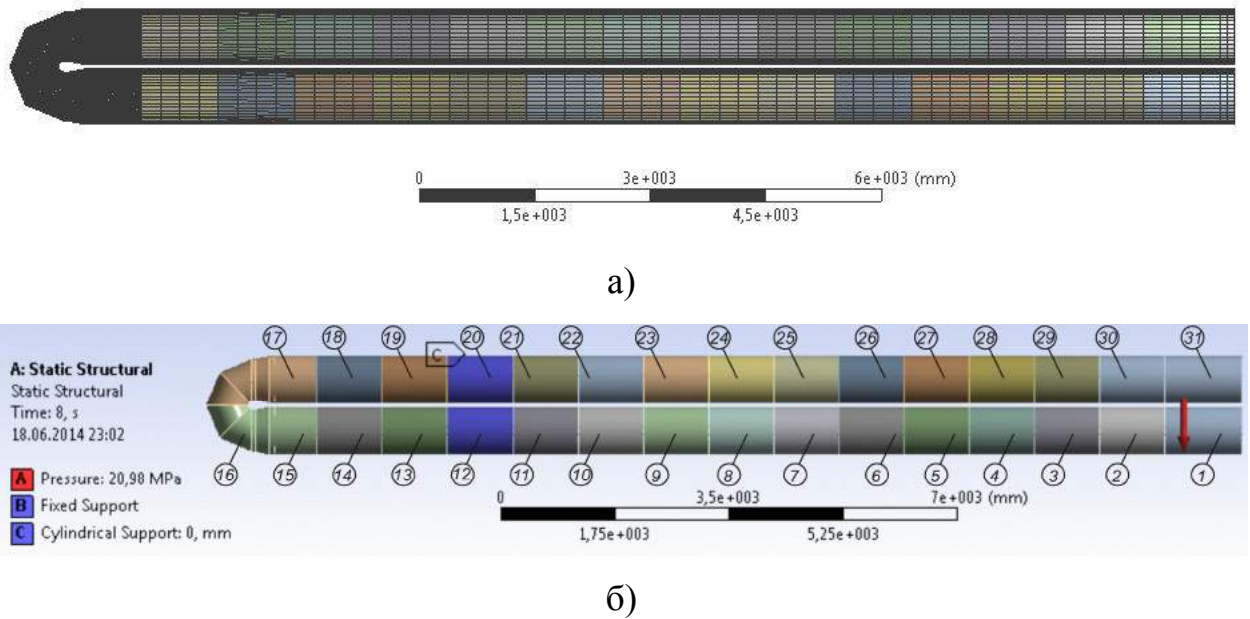 0 3e+003 6e+003 (mm)
1,5e+003 4,5e+003
а)
17 18 19 20 21 22 23 24 25 26 27 28 29 30 31
C
A: Static Structural
Static Structural
Time: 8, s
18.06.2014 23:02
16 15 14 13 12 11 10 9 8 7 6 5 4 3 2 1
A Pressure: 20,98 MPa
B Fixed Support
C Cylindrical Support: 0, mm
0 3,5e+003 7e+003 (mm)
1,75e+003 5,25e+003
б)